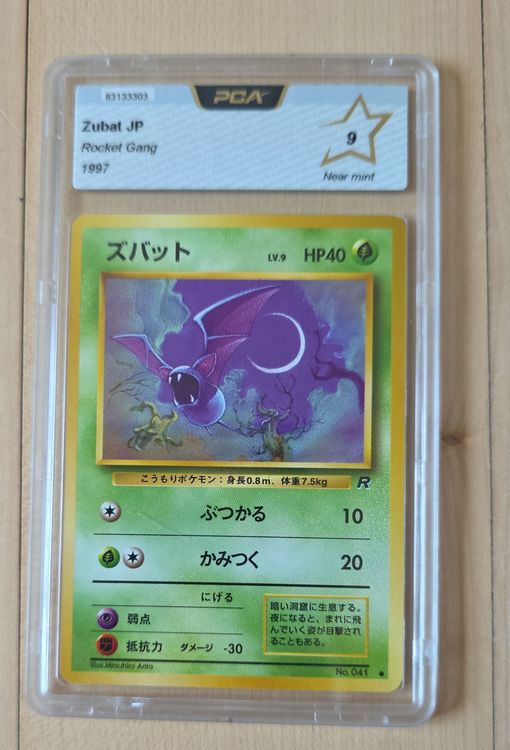 83133303
PCA
Zubat JP
Rocket Gang
1997
9
Near mint
ズバット LV.9 HP40
こうもりポケモン:身長0.8m、体重7.5kg
R
ぶつかる 10
かみつく 20
にげる
弱点
抵抗力 ダメージ -30
暗い洞窟に生息する。
夜になると、まれに飛
んでいく姿が目撃され
ることもある。
Illus.Mitsuhiro Arita
No. 041 ●